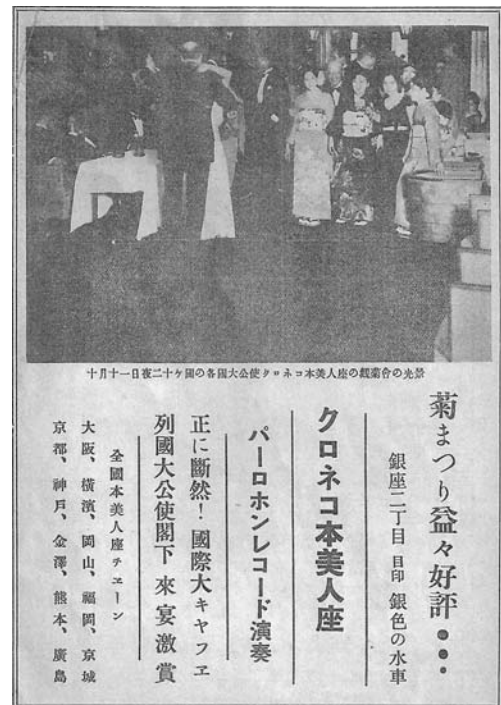 景光の會菊觀の座人美本コネロク使公大國各の國ケ十二夜日一十月十
菊まつり益々好評・・・
銀座二丁目 目印 銀色の水車
クロネコ本美人座
パーロホンレコード演奏
正に斷然！國際大キヤフエ
列國大公使閣下來宴激賞
全國本美人座チエーン
大阪、橫濱、岡山、福岡、京城
京都、神戶、金澤、熊本、廣島